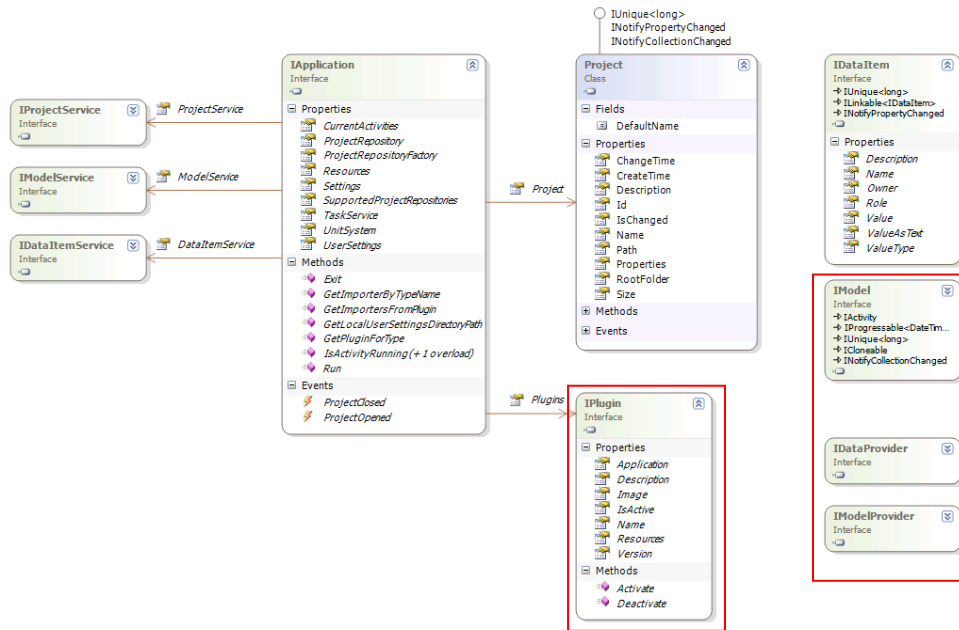 IUnique<long>
INotifyPropertyChanged
INotifyCollectionChanged
IApplication
Interface
Properties
CurrentActivities
ProjectRepository
ProjectRepositoryFactory
Resources
Settings
SupportedProjectRepositories
TaskService
UnitSystem
UserSettings
Methods
Exit
GetImporterByTypeName
GetImportersFromPlugin
GetLocalUserSettingsDirectoryPath
GetPluginForType
IsActivityRunning (+ 1 overload)
Run
Events
ProjectClosed
ProjectOpened
IProjectService
Interface
ProjectService
IModelService
Interface
ModelService
IDataItemService
Interface
DataItemService
Project
Project
Class
Fields
DefaultName
Properties
ChangeTime
CreateTime
Description
Id
IsChanged
Name
Path
Properties
RootFolder
Size
Methods
Events
Plugins
IPlugin
Interface
Properties
Application
Description
Image
IsActive
Name
Resources
Version
Methods
Activate
Deactivate
IDataItem
Interface
IUnique<long>
ILinkable<IDataItem>
INotifyPropertyChanged
Properties
Description
Name
Owner
Role
Value
ValueAsText
ValueType
IModel
Interface
IActivity
IProgressable<DateTim...
IUnique<long>
ICloneable
INotifyCollectionChanged
IDataProvider
Interface
IModelProvider
Interface